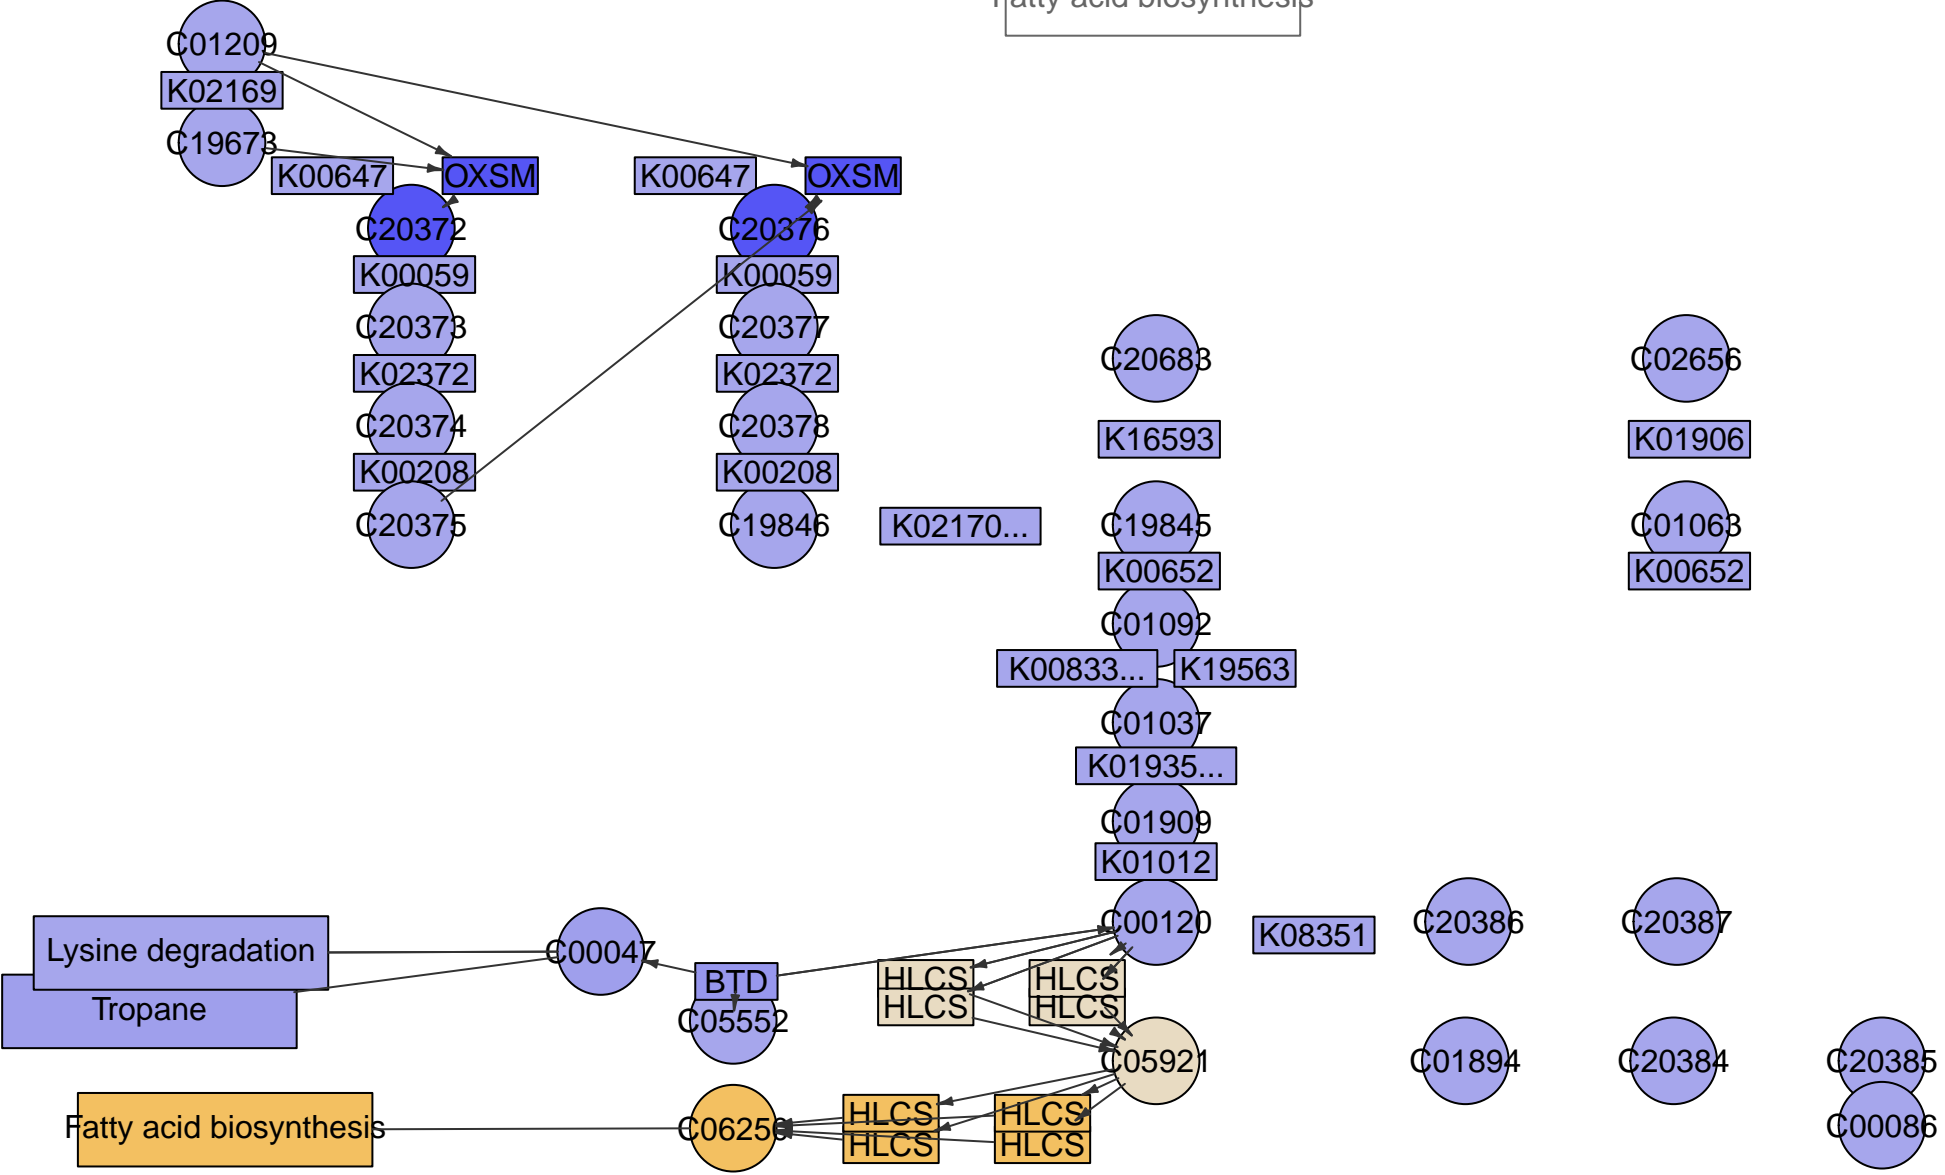 Fatty acid biosynthesis
C01209
K02169
C19673
K00647
OXSM
K00647
OXSM
C20372
C20376
K00059
K00059
C20373
C20377
C20683
C02656
K02372
K02372
C20374
C20378
K16593
K01906
K00208
K00208
C20375
C19846
K02170...
C19845
C01063
K00652
K00652
C01092
K00833...
K19563
C01037
K01935...
C01909
K01012
C00120
K08351
C20386
C20387
Lysine degradation
C00047
BTD
HLCS
HLCS
Tropane
C05552
HLCS
HLCS
C05921
C01894
C20384
C20385
Fatty acid biosynthesis
C06250
HLCS
HLCS
HLCS
HLCS
C00086